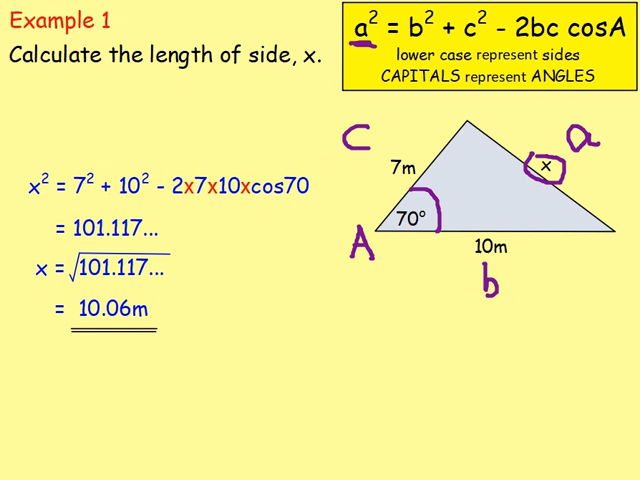 Example 1
Calculate the length of side, x.
a² = b² + c² - 2bc cosA
lower case represent sides
CAPITALS represent ANGLES
x² = 7² + 10² - 2x7x10xcos70
= 101.117...
x = √101.117...
= 10.06m
C
a
7m
x
70°
A
10m
b